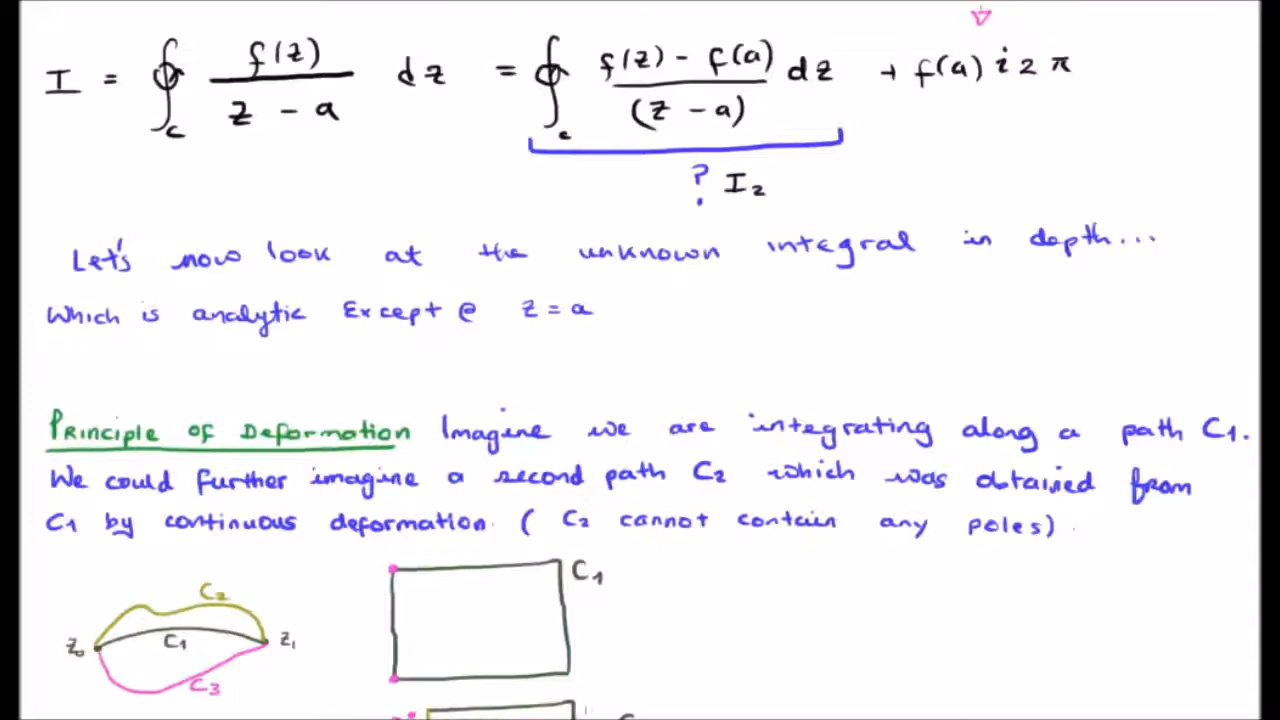 I = ∮_c f(z) / (z - a) dz = ∮_c (f(z) - f(a)) / (z - a) dz + f(a) i 2 π
? I₂
Let's now look at the unknown integral in depth...
Which is analytic Except @ z = a
Principle of Deformation Imagine we are integrating along a path C1.
We could further imagine a second path C2 which was obtained from
C1 by continuous deformation. ( C2 cannot contain any poles)
C2
C1
Z₀ C1 Z₁
C3